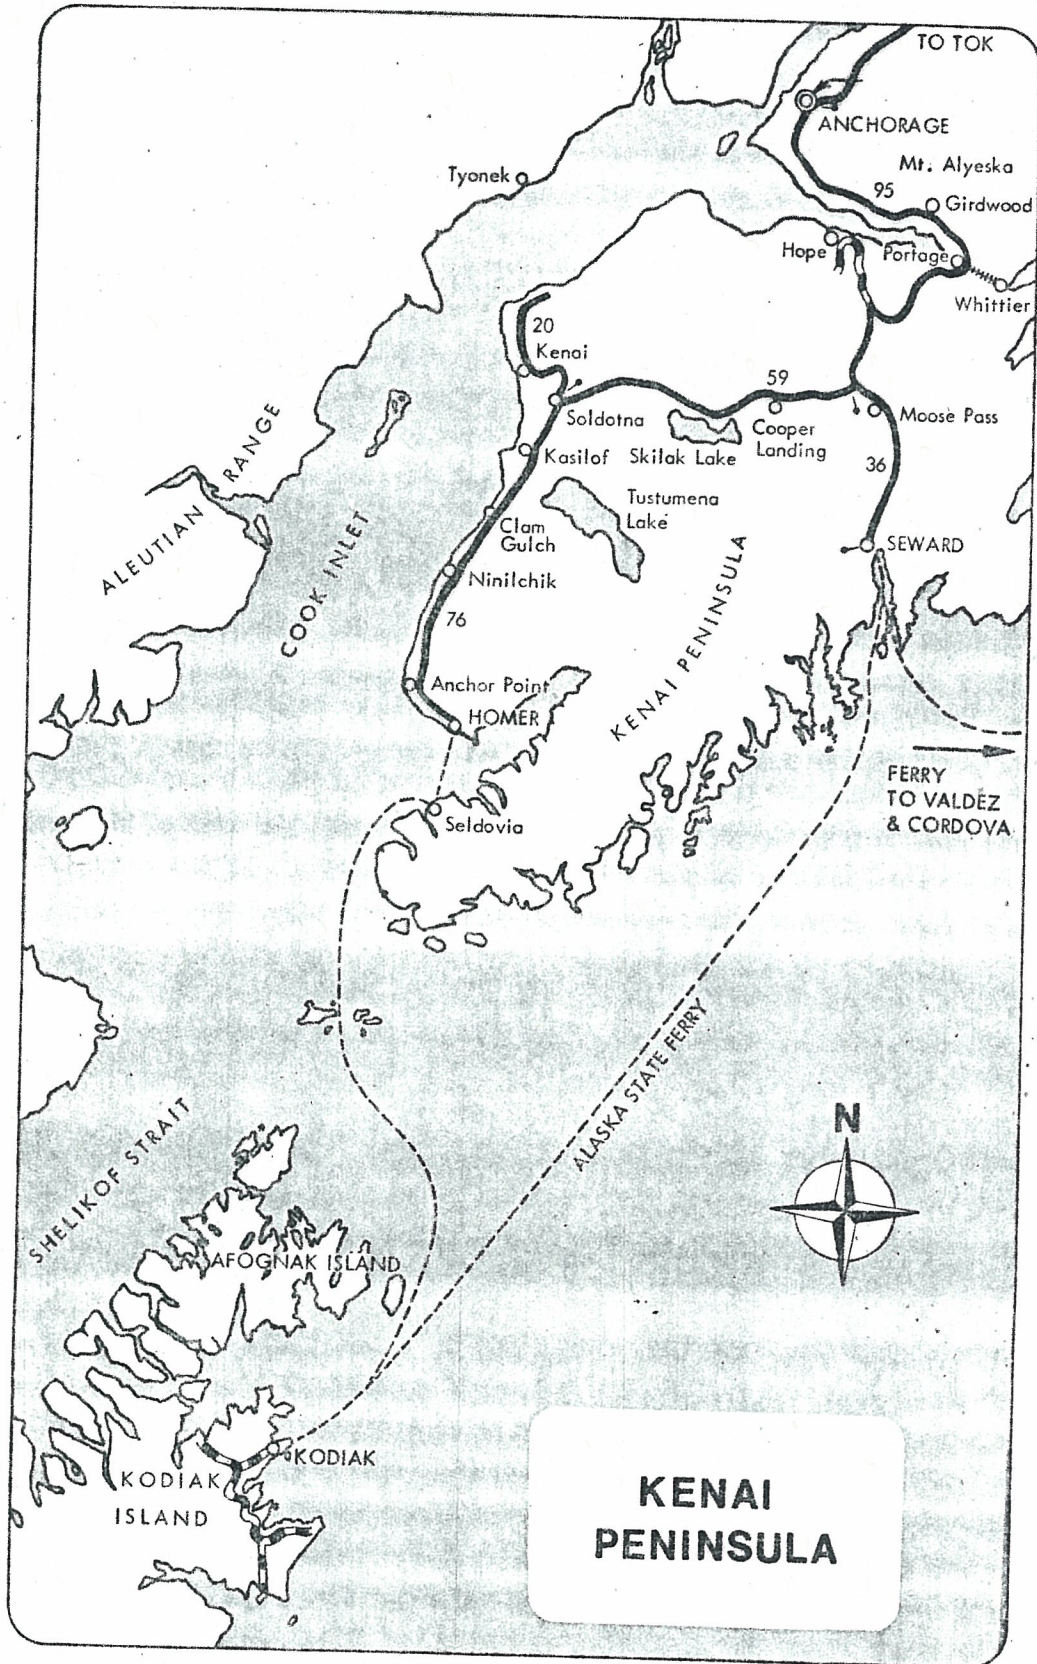 TO TOK
ANCHORAGE
Mt. Alyeska
Tyonek
95
Girdwood
Hope
Portage
Whittier
20
Kenai
59
Soldotna
Moose Pass
Cooper
Landing
Kasilof
Skilak Lake
36
ALEUTIAN RANGE
Tustumena
Lake
Clam
Gulch
SEWARD
COOK INLET
Ninilchik
76
KENAI PENINSULA
Anchor Point
HOMER
FERRY
TO VALDEZ
& CORDOVA
Seldovia
ALASKA STATE FERRY
N
SHELIKOF STRAIT
AFOGNAK ISLAND
KODIAK
KODIAK
ISLAND
KENAI
PENINSULA